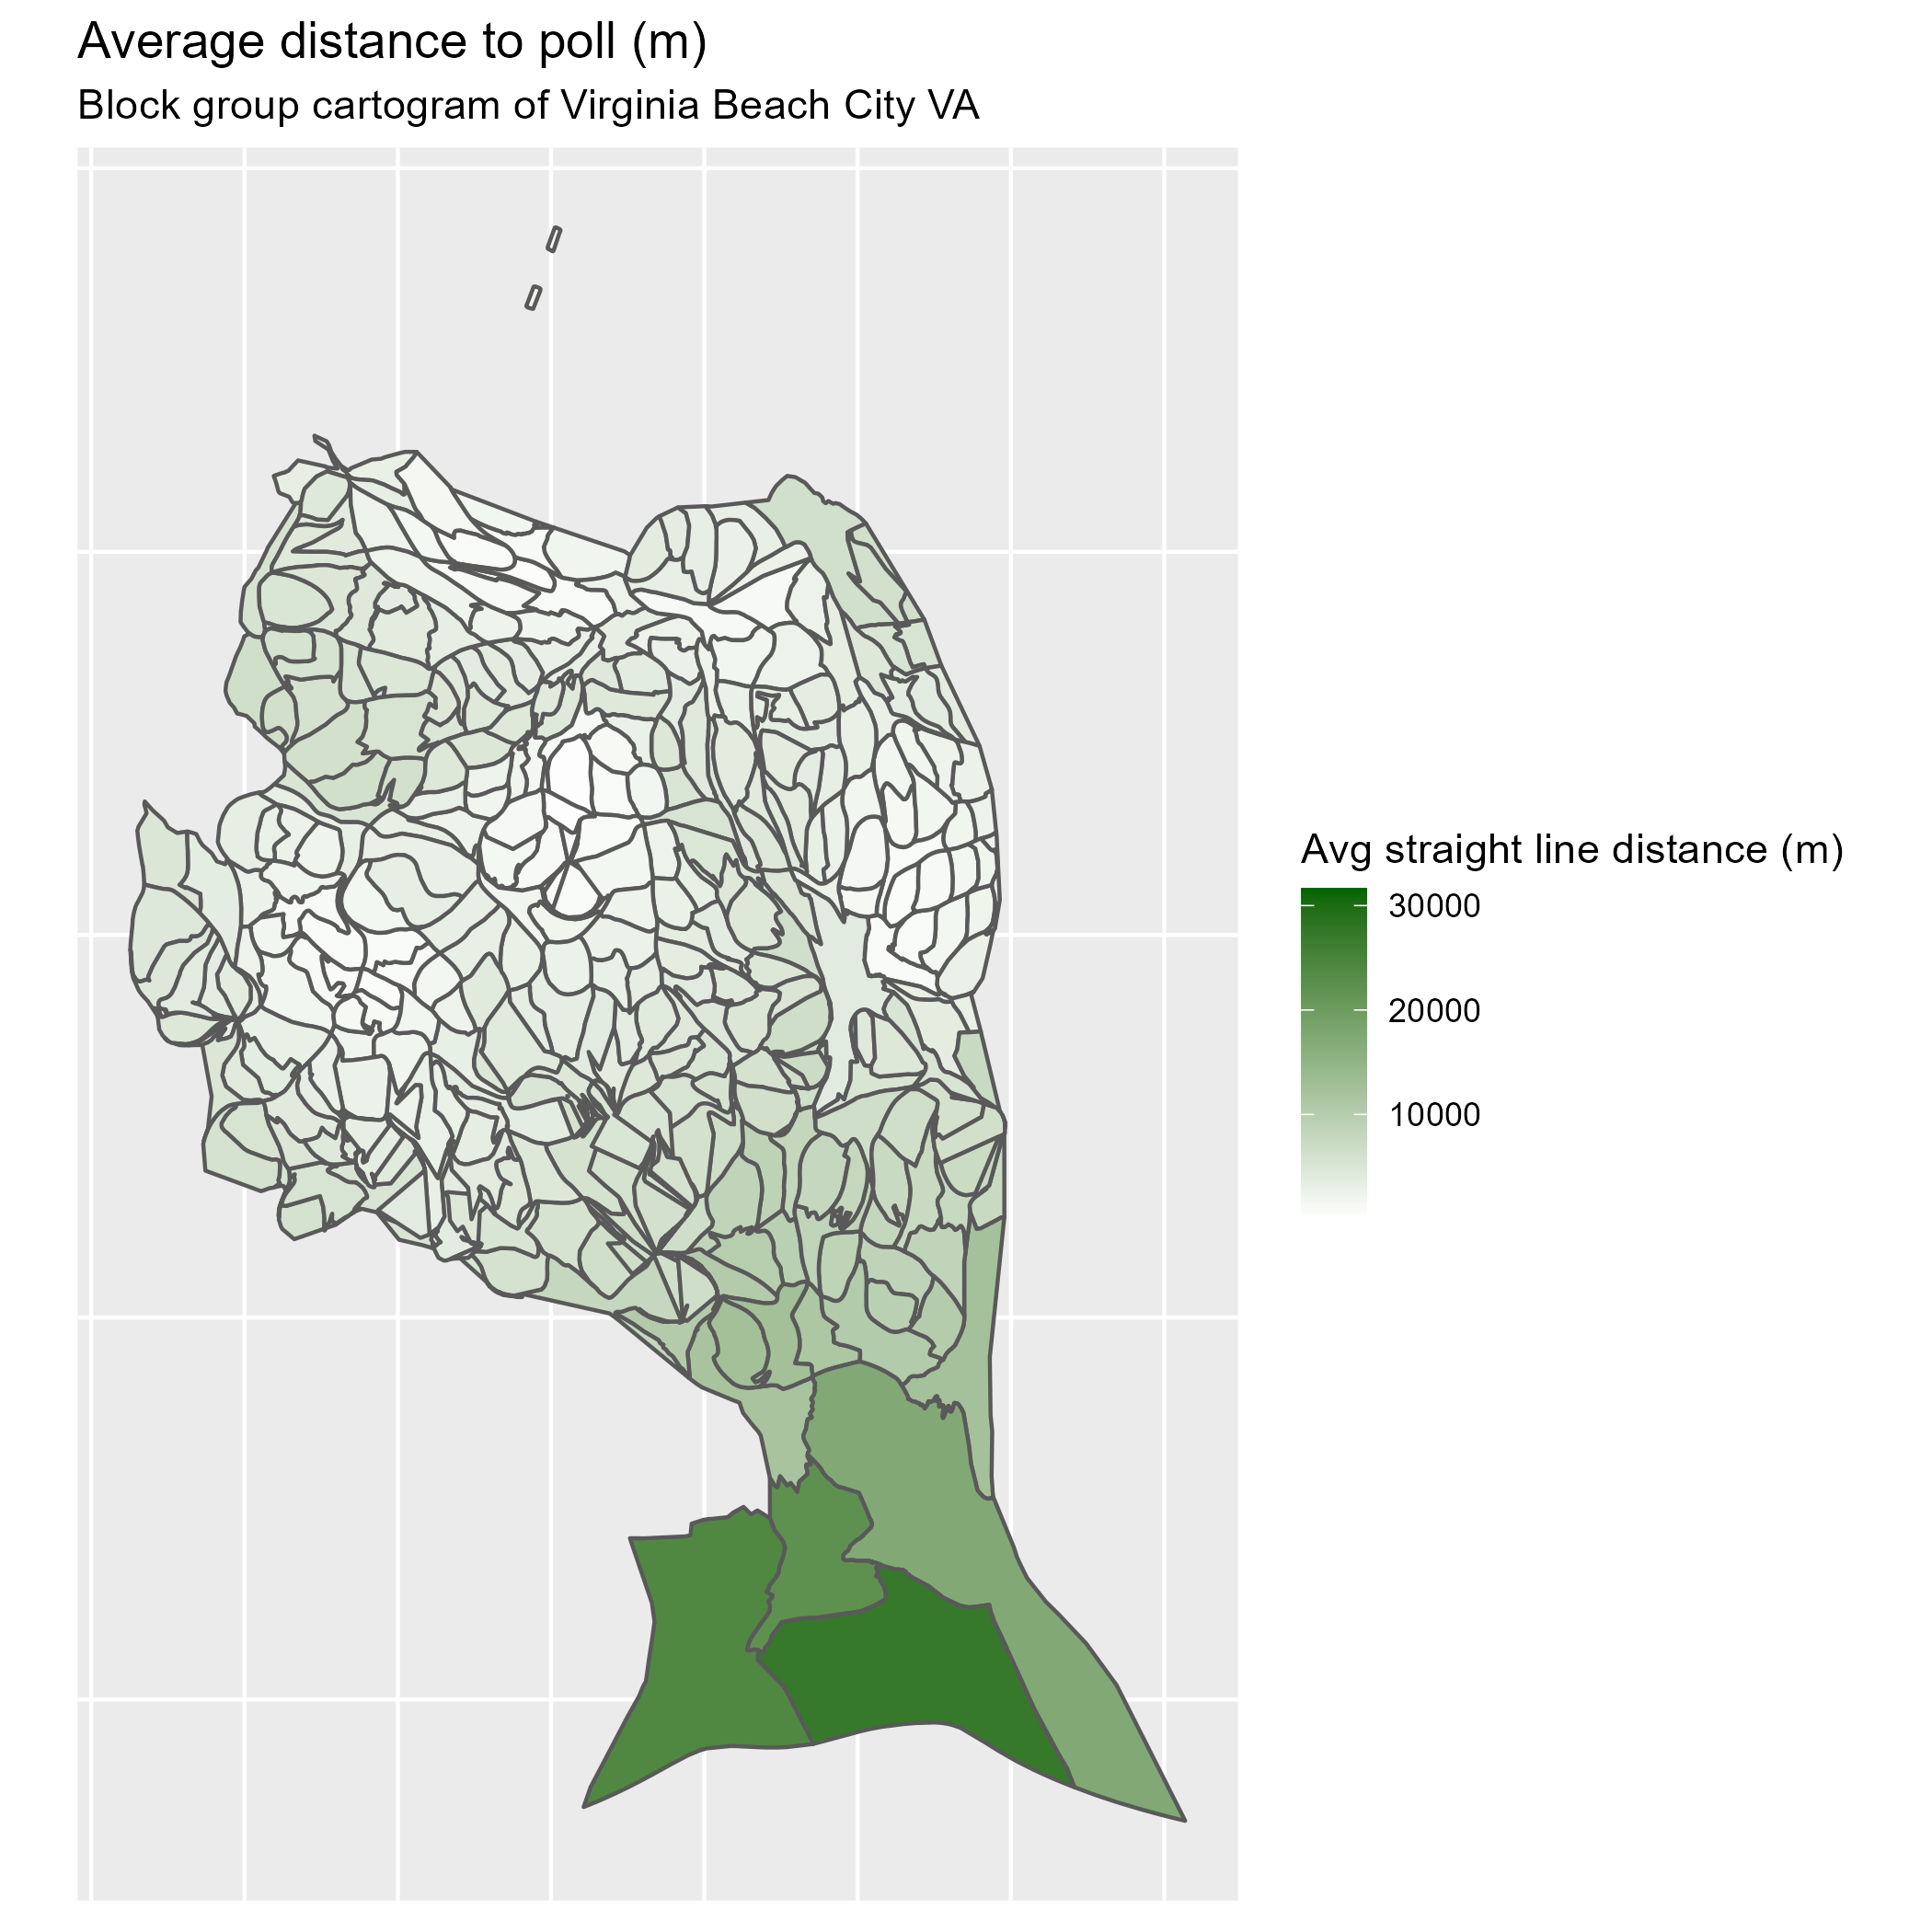 Average distance to poll (m)
Block group cartogram of Virginia Beach City VA
Avg straight line distance (m)
30000
20000
10000